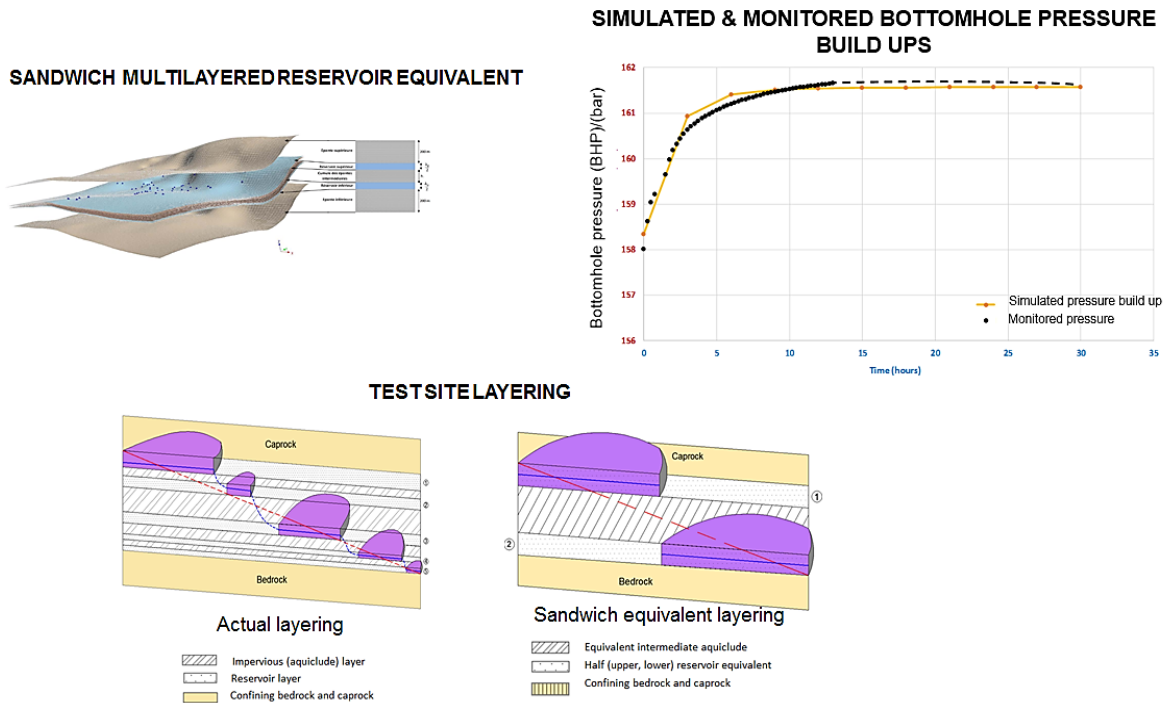 SIMULATED & MONITORED BOTTOMHOLE PRESSURE
BUILD UPS
SANDWICH MULTILAYERED RESERVOIR EQUIVALENT
Eponte supérieure
Réservoir supérieur
Réservoir inférieur
Eponte inférieure
200 m
200 m
Bottomhole pressure (BHP)/(bar)
162
161
160
159
158
157
156
0
5
10
15
20
25
30
35
Time (hours)
Simulated pressure build up
Monitored pressure
TEST SITE LAYERING
Caprock
Bedrock
①
②
③
④
⑤
Actual layering
Impervious (aquiclude) layer
Reservoir layer
Confining bedrock and caprock
Caprock
①
②
Bedrock
Sandwich equivalent layering
Equivalent intermediate aquiclude
Half (upper, lower) reservoir equivalent
Confining bedrock and caprock